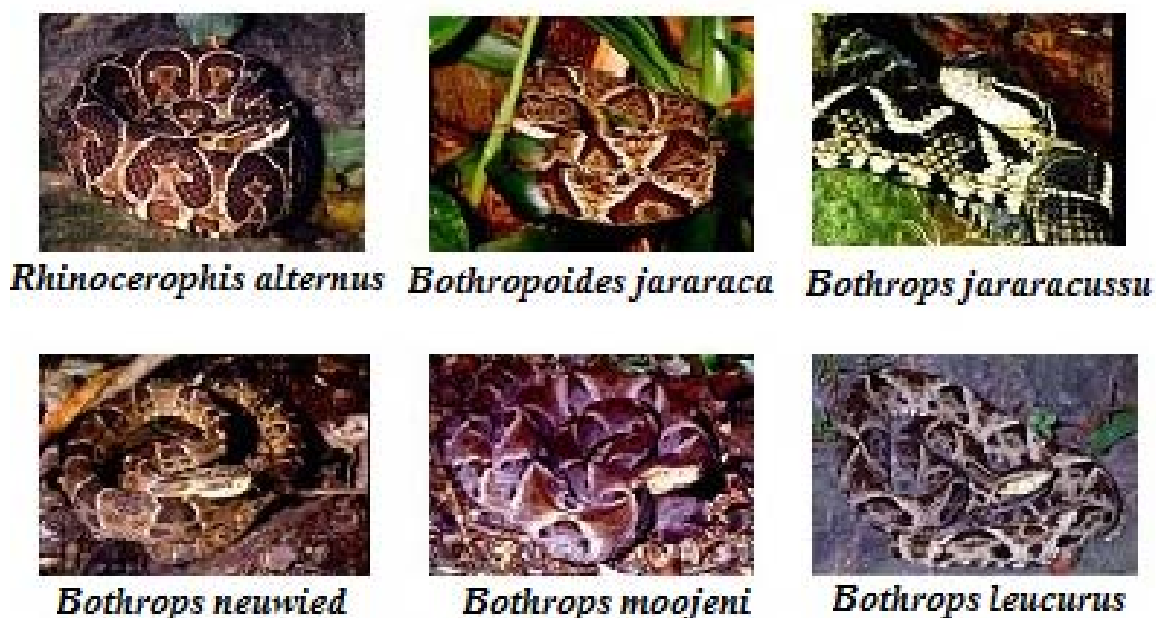 Rhinocerophis alternus
Bothropoides jararaca
Bothrops jararacussu
Bothrops neuwied
Bothrops moojeni
Bothrops leucurus